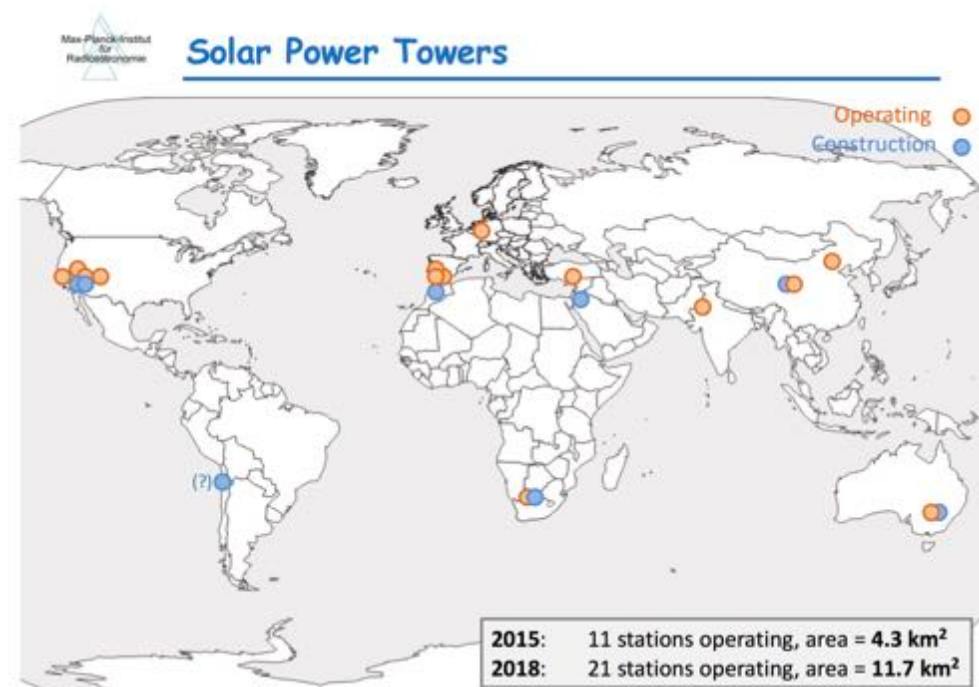 Max-Planck-Institut
für
Radioastronomie
Solar Power Towers
Operating
Construction
(?)
2015: 11 stations operating, area = 4.3 km²
2018: 21 stations operating, area = 11.7 km²